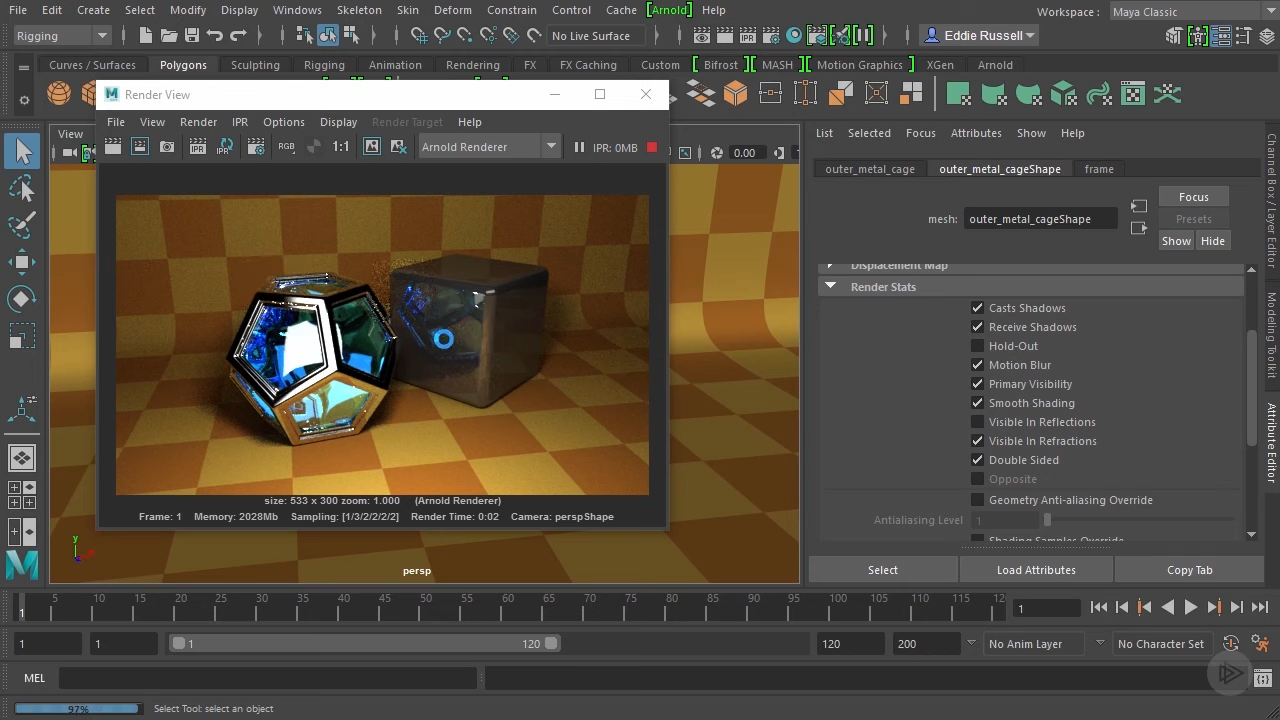 File Edit Create Select Modify Display Windows Skeleton Skin Deform Constrain Control Cache [Arnold] Help
Workspace : Maya Classic
Rigging No Live Surface Eddie Russell
Curves / Surfaces Polygons Sculpting Rigging Animation Rendering FX FX Caching Custom Bifrost MASH Motion Graphics XGen Arnold
M Render View
File View Render IPR Options Display Render Target Help
IPR RGB 1:1 Arnold Renderer IPR: 0MB
size: 533 x 300 zoom: 1.000 (Arnold Renderer)
Frame: 1 Memory: 2028Mb Sampling: [1/3/2/2/2/2] Render Time: 0:02 Camera: perspShape
View
0.00
persp
y
List Selected Focus Attributes Show Help
outer_metal_cage outer_metal_cageShape frame
mesh: outer_metal_cageShape
Focus
Presets
Show Hide
Displacement Map
Render Stats
Casts Shadows
Receive Shadows
Hold-Out
Motion Blur
Primary Visibility
Smooth Shading
Visible In Reflections
Visible In Refractions
Double Sided
Opposite
Geometry Anti-aliasing Override
Antialiasing Level 1
Shading Samples Override
Select Load Attributes Copy Tab
Channel Box / Layer Editor
Modeling Toolkit
Attribute Editor
1 5 10 15 20 25 30 35 40 45 50 55 60 65 70 75 80 85 90 95 100 105 110 115 12
1
1 1 1 120 120 200 No Anim Layer No Character Set
MEL
97% Select Tool: select an object